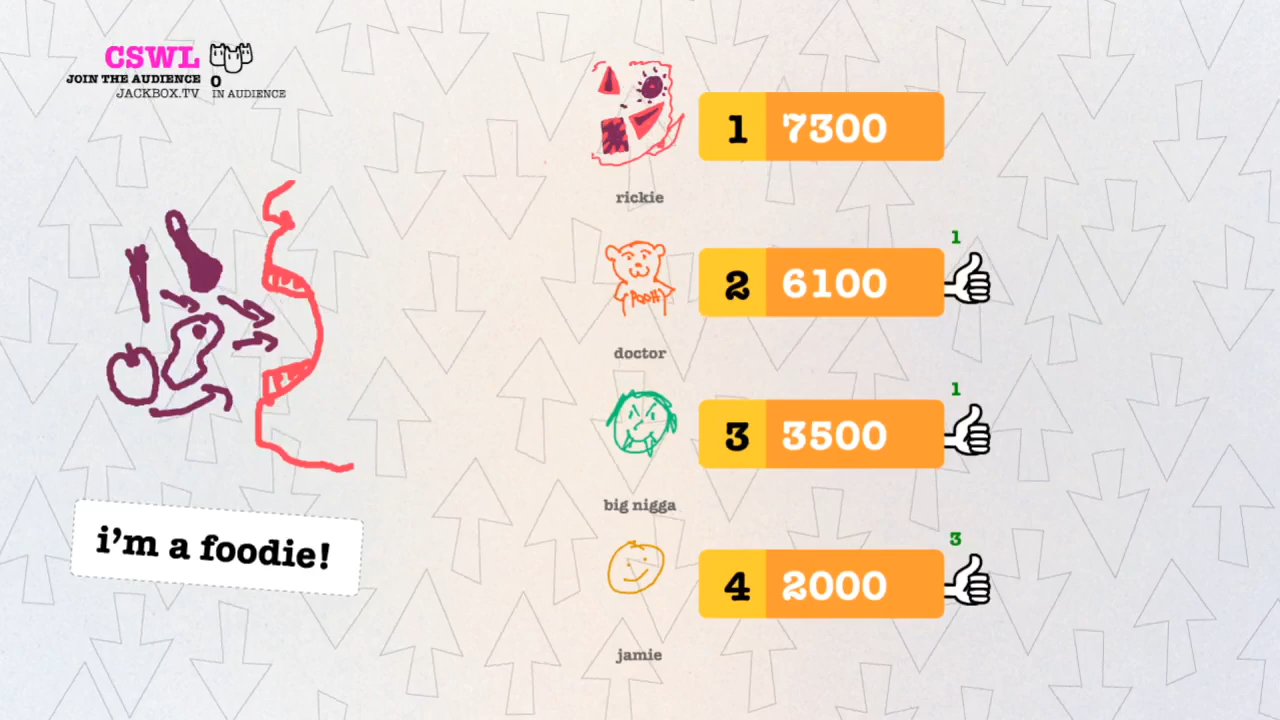 CSWL
JOIN THE AUDIENCE
JACKBOX.TV
0
IN AUDIENCE
1 7300
rickie
1
2 6100
POOH
doctor
1
3 3500
big nigga
3
4 2000
jamie
i'm a foodie!